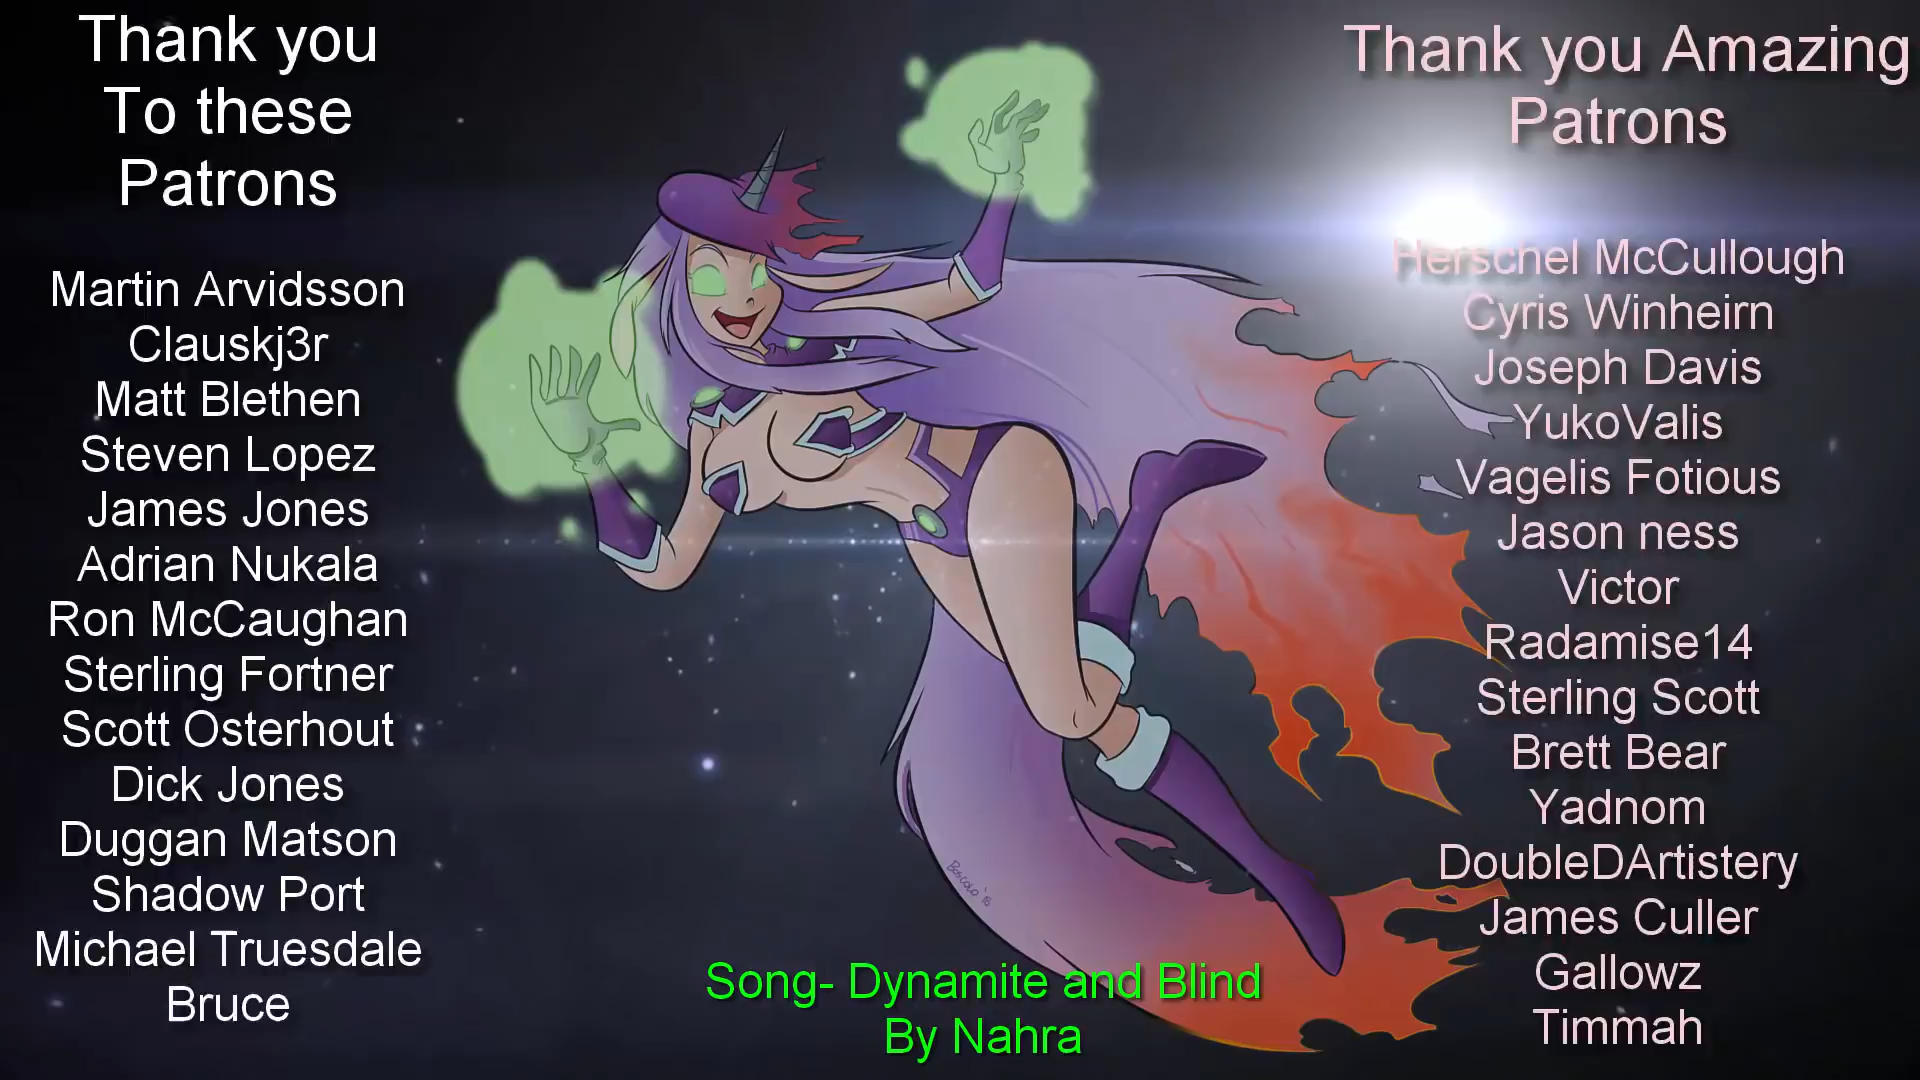 Thank you
To these
Patrons
Martin Arvidsson
Clauskj3r
Matt Blethen
Steven Lopez
James Jones
Adrian Nukala
Ron McCaughan
Sterling Fortner
Scott Osterhout
Dick Jones
Duggan Matson
Shadow Port
Michael Truesdale
Bruce
Thank you Amazing
Patrons
Herschel McCullough
Cyris Winheirn
Joseph Davis
YukoValis
Vagelis Fotious
Jason ness
Victor
Radamise14
Sterling Scott
Brett Bear
Yadnom
DoubleDArtistery
James Culler
Gallowz
Timmah
Boscolo '18
Song- Dynamite and Blind
By Nahra